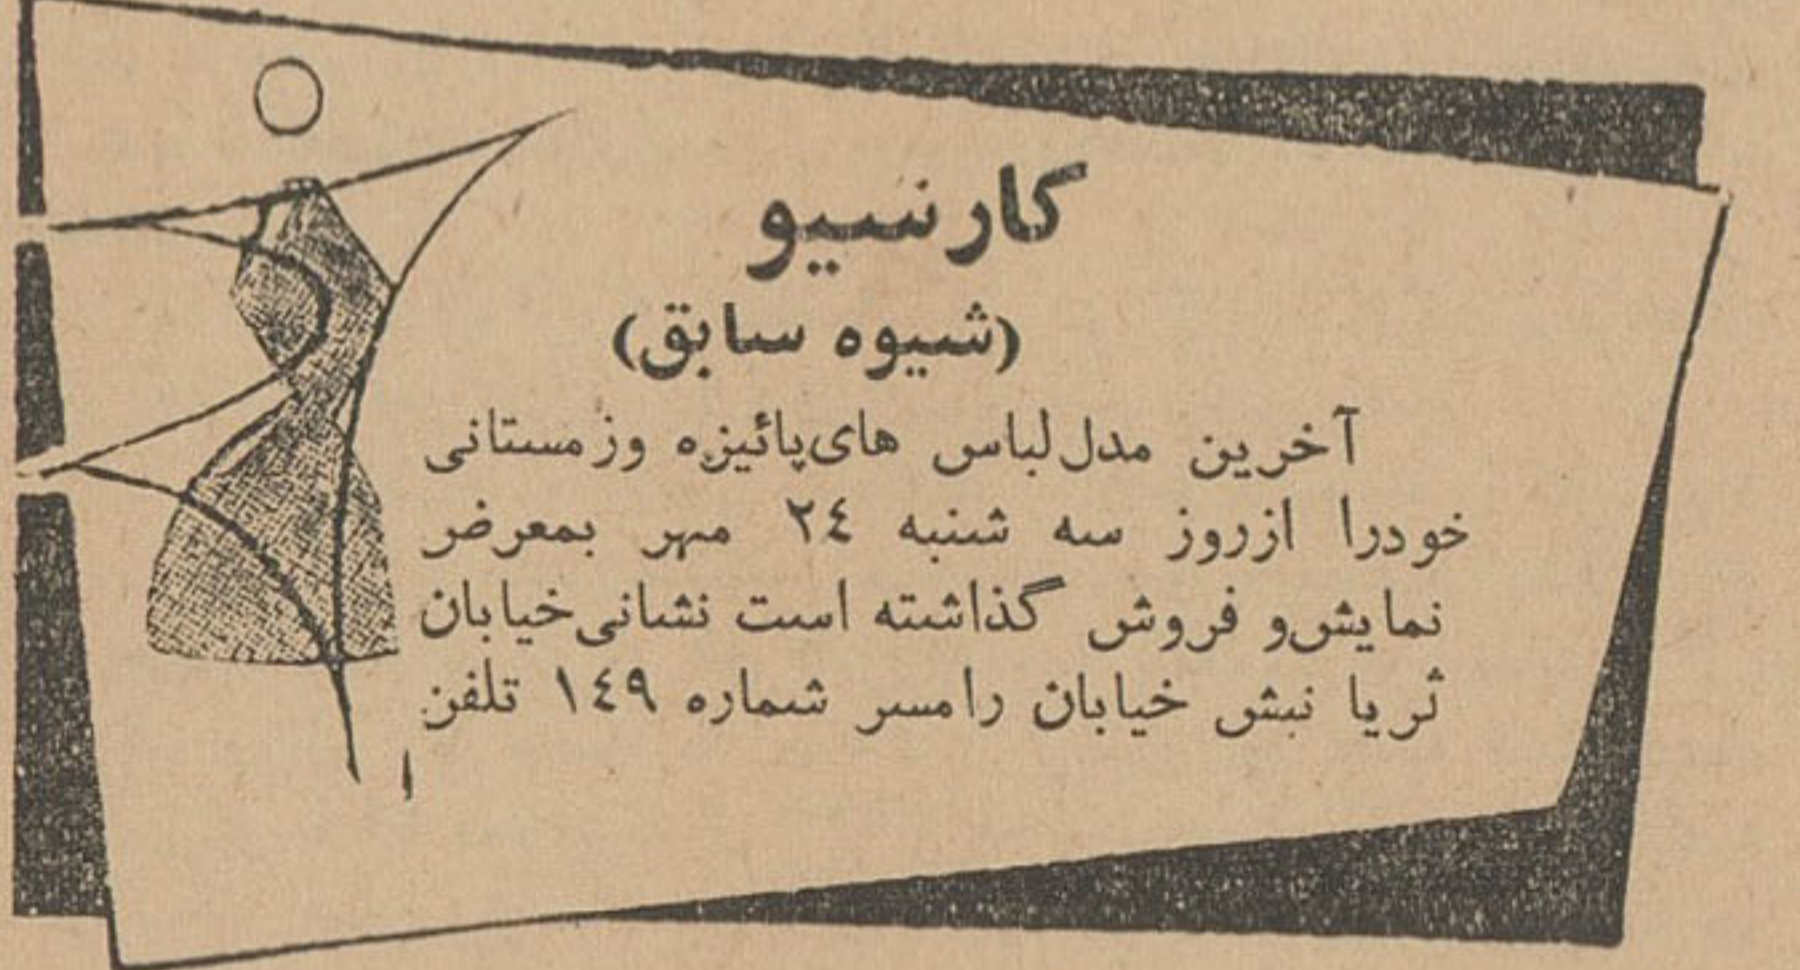 کارنسیو
(شیوه سابق)
آخرین مدل لباس های پائیزه وزمستانی
خودرا ازروز سه شنبه ۲۴ مهر بمعرض
نمایش و فروش گذاشته است نشانی خیابان
ثریا نبش خیابان رامسر شماره ۱۴۹ تلفن